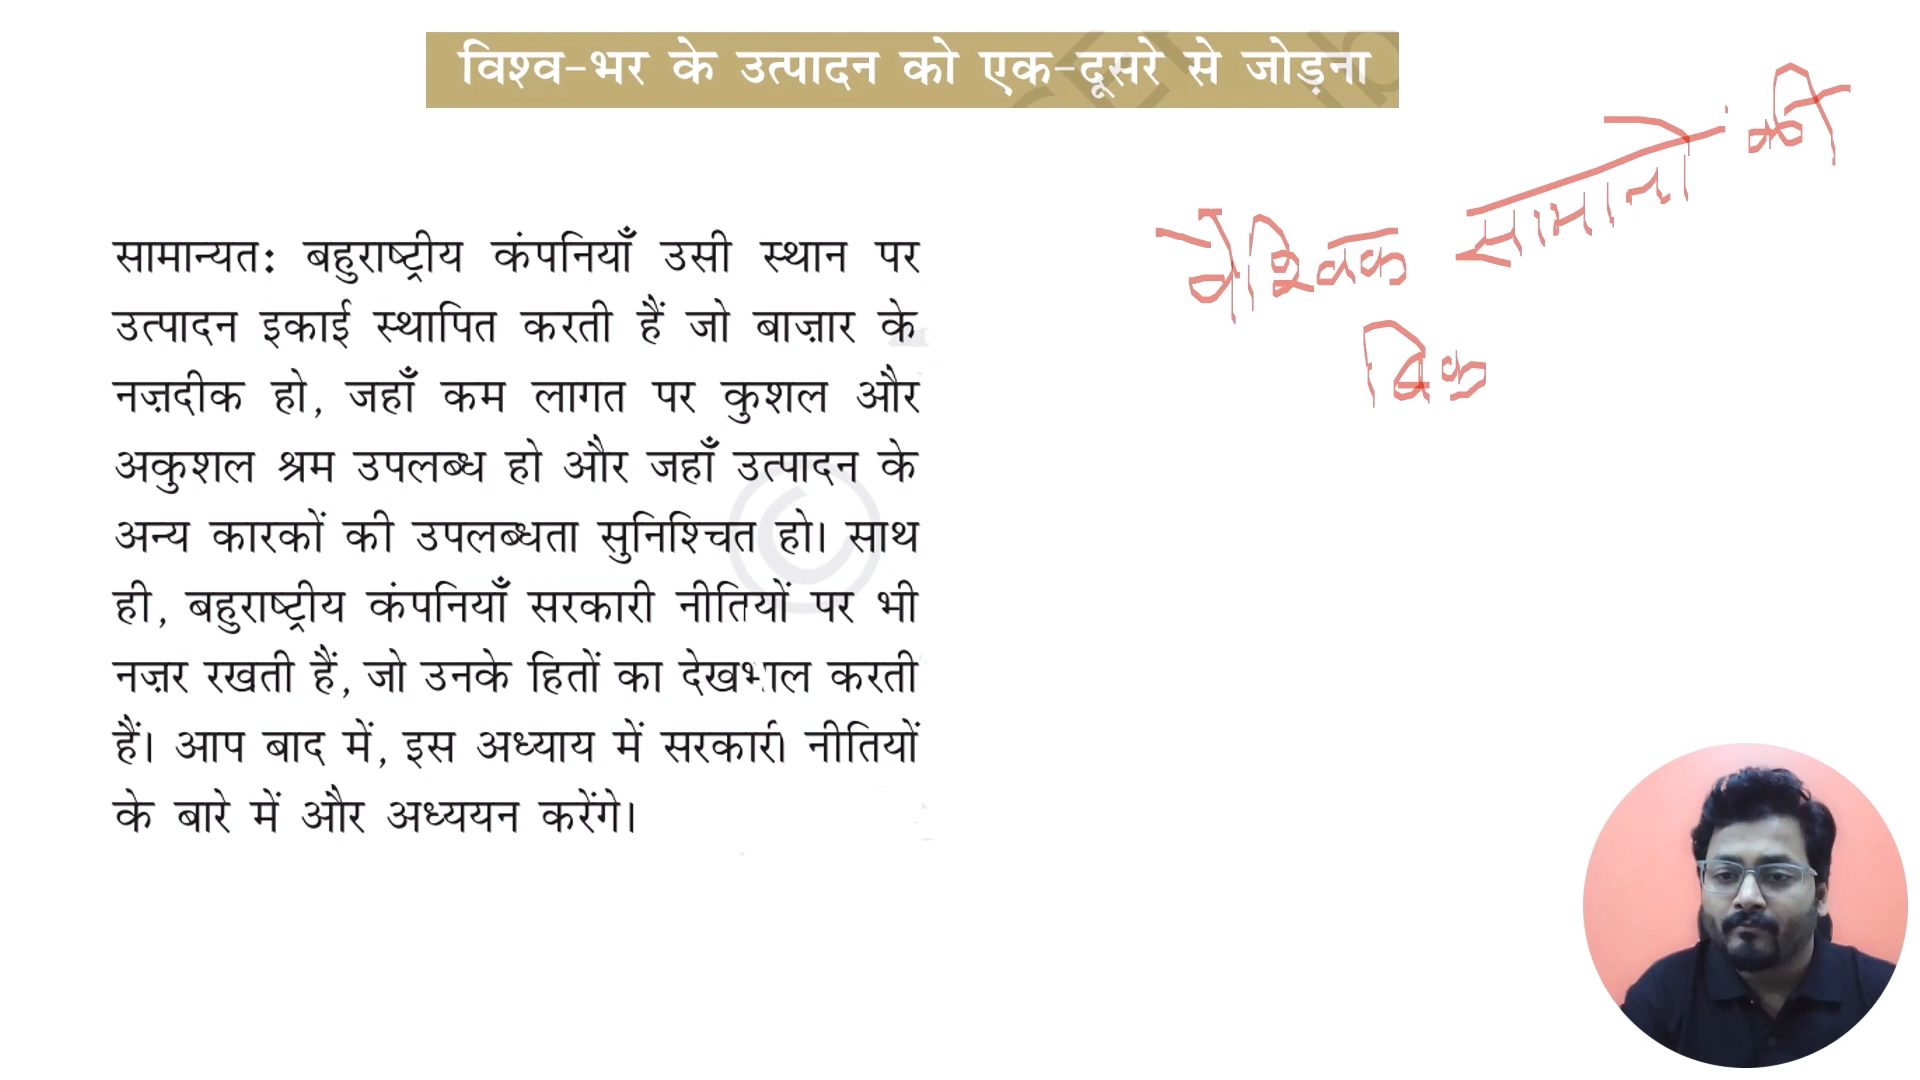 विश्व-भर के उत्पादन को एक-दूसरे से जोड़ना
सामान्यत: बहुराष्ट्रीय कंपनियाँ उसी स्थान पर
उत्पादन इकाई स्थापित करती हैं जो बाज़ार के
नज़दीक हो, जहाँ कम लागत पर कुशल और
अकुशल श्रम उपलब्ध हो और जहाँ उत्पादन के
अन्य कारकों की उपलब्धता सुनिश्चित हो। साथ
ही, बहुराष्ट्रीय कंपनियाँ सरकारी नीतियों पर भी
नज़र रखती हैं, जो उनके हितों का देखभाल करती
हैं। आप बाद में, इस अध्याय में सरकारी नीतियों
के बारे में और अध्ययन करेंगे।
वैश्विक सामानों की
बिक